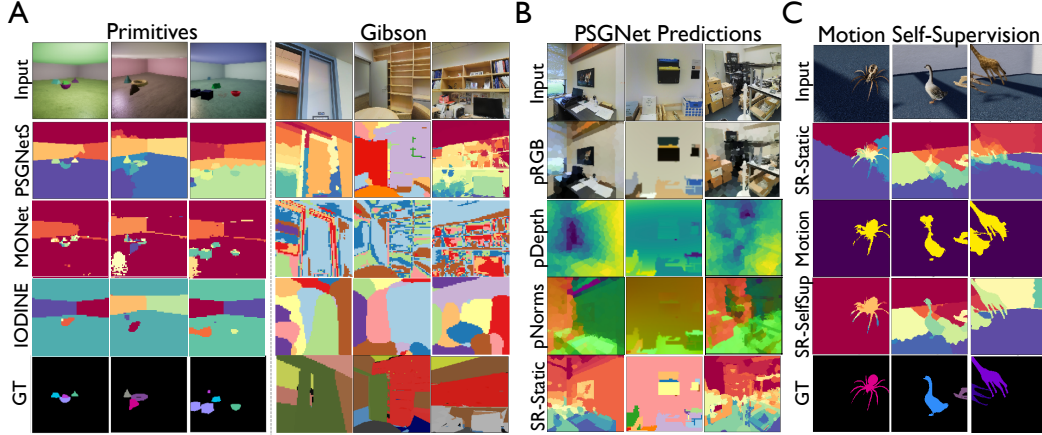 A
Primitives
Gibson
Input
PSGNetS
MONet
IODINE
GT
B
PSGNet Predictions
Input
pRGB
pDepth
pNorms
SR-Static
C
Motion Self-Supervision
Input
SR-Static
Motion
SR-SelfSup
GT